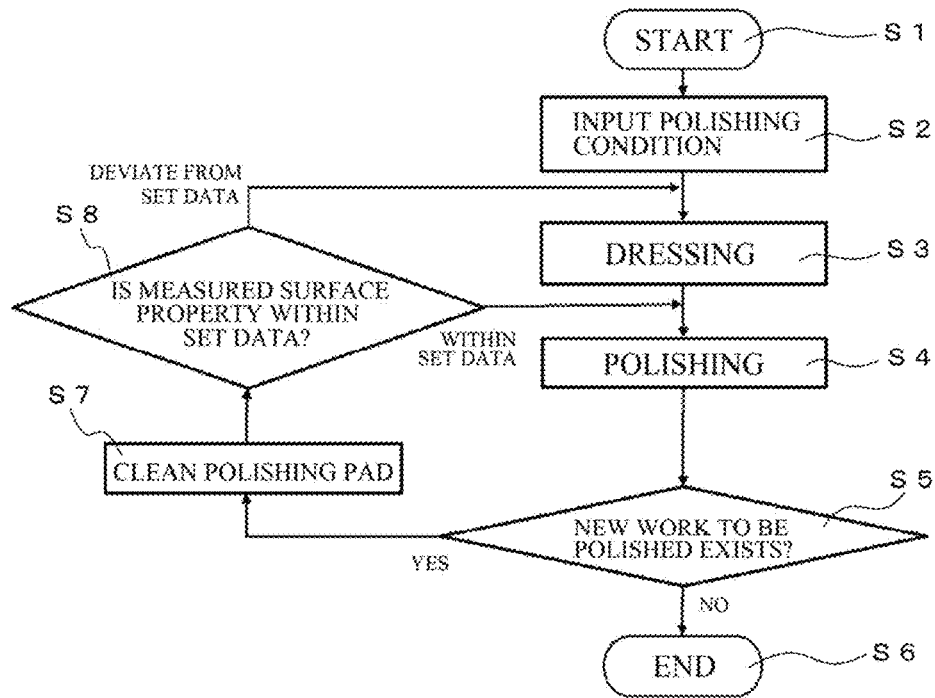 START
S 1
INPUT POLISHING
CONDITION
S 2
DEVIATE FROM
SET DATA
S 8
DRESSING
S 3
IS MEASURED SURFACE
PROPERTY WITHIN
SET DATA?
WITHIN
SET DATA
POLISHING
S 4
S 7
CLEAN POLISHING PAD
S 5
NEW WORK TO BE
POLISHED EXISTS?
YES
NO
END
S 6